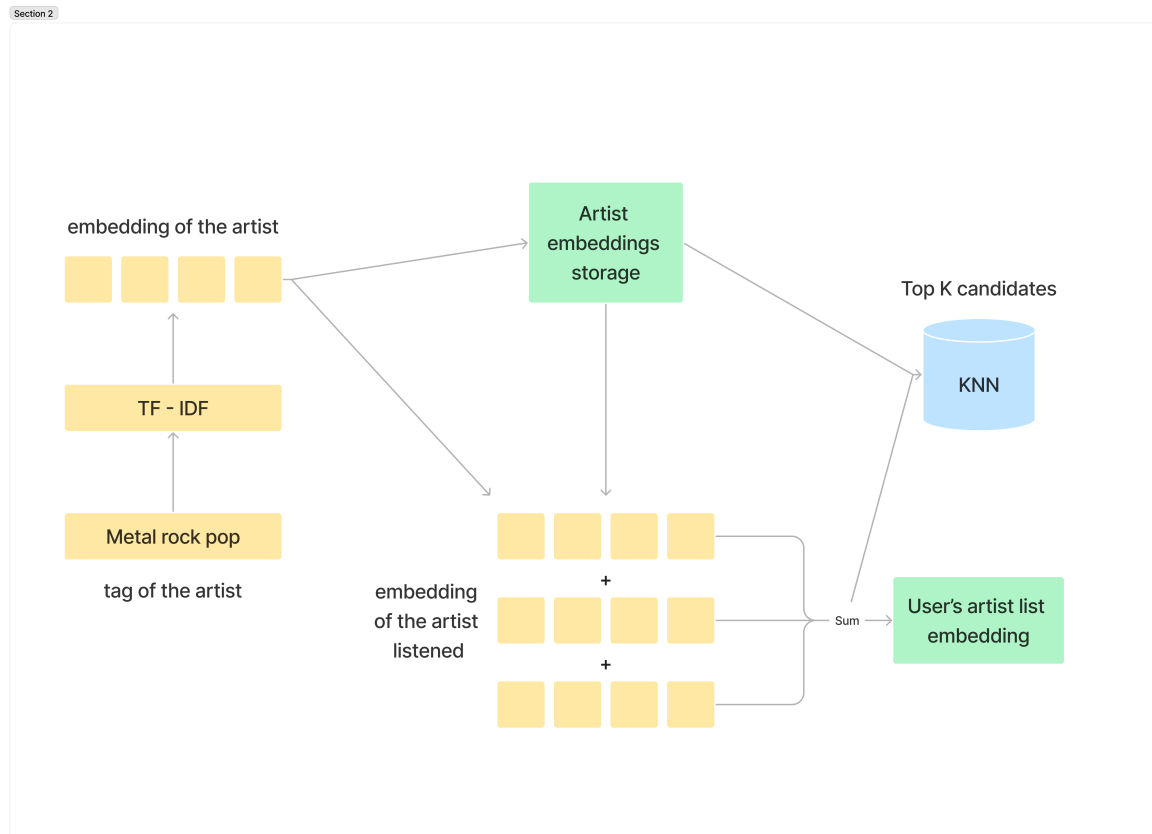 Section 2
embedding of the artist
Artist
embeddings
storage
Top K candidates
KNN
TF - IDF
Metal rock pop
tag of the artist
embedding
of the artist
listened
+
+
Sum
User’s artist list
embedding